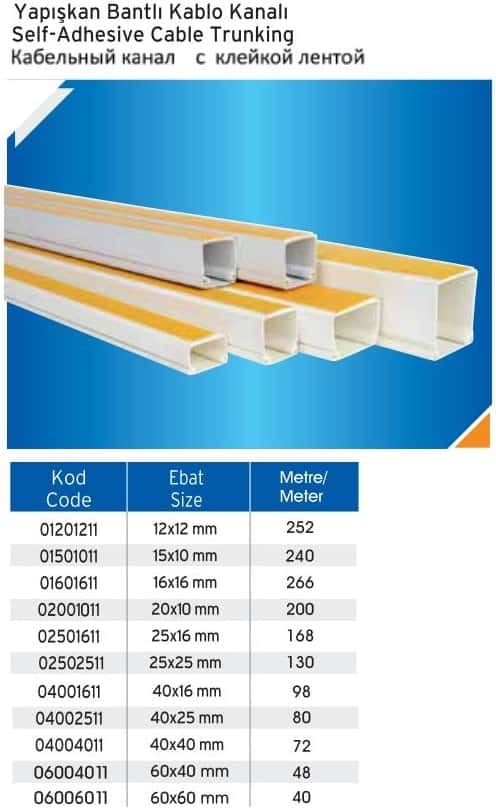 Yapışkan Bantlı Kablo Kanalı
Self-Adhesive Cable Trunking
Кабельный канал с клейкой лентой
Kod Code Ebat Size Metre/ Meter
01201211 12x12 mm 252
01501011 15x10 mm 240
01601611 16x16 mm 266
02001011 20x10 mm 200
02501611 25x16 mm 168
02502511 25x25 mm 130
04001611 40x16 mm 98
04002511 40x25 mm 80
04004011 40x40 mm 72
06004011 60x40 mm 48
06006011 60x60 mm 40